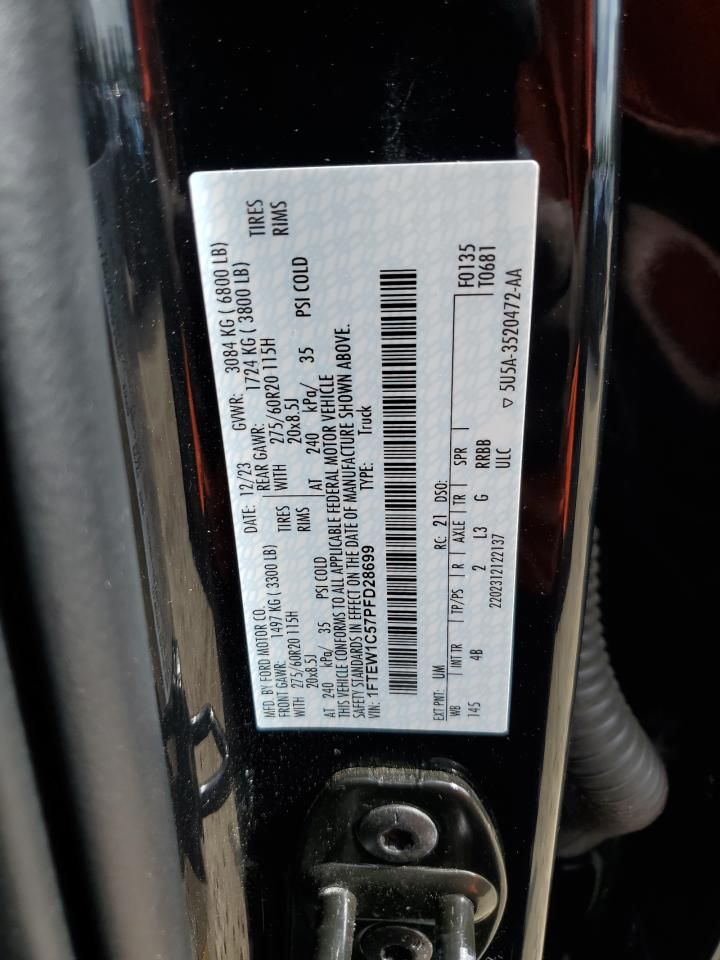 MFD. BY FORD MOTOR CO.
DATE: 12/23 GVWR: 3084 KG ( 6800 LB)
FRONT GAWR: 1497 KG ( 3300 LB) REAR GAWR: 1724 KG ( 3800 LB)
WITH 275/60R20 115H TIRES WITH 275/60R20 115H TIRES
20x8.5J RIMS 20x8.5J RIMS
AT 240 kPa/ 35 PSI COLD AT 240 kPa/ 35 PSI COLD
THIS VEHICLE CONFORMS TO ALL APPLICABLE FEDERAL MOTOR VEHICLE
SAFETY STANDARDS IN EFFECT ON THE DATE OF MANUFACTURE SHOWN ABOVE.
VIN: 1FTEW1C57PFD28699 TYPE: Truck
EXT PNT: UM RC: 21 DSO: F0135
WB INT TR TP/PS R AXLE TR SPR T0681
145 4B 2 L3 G RRBB
2202312122137 ULC ▽ 5U5A-3520472-AA